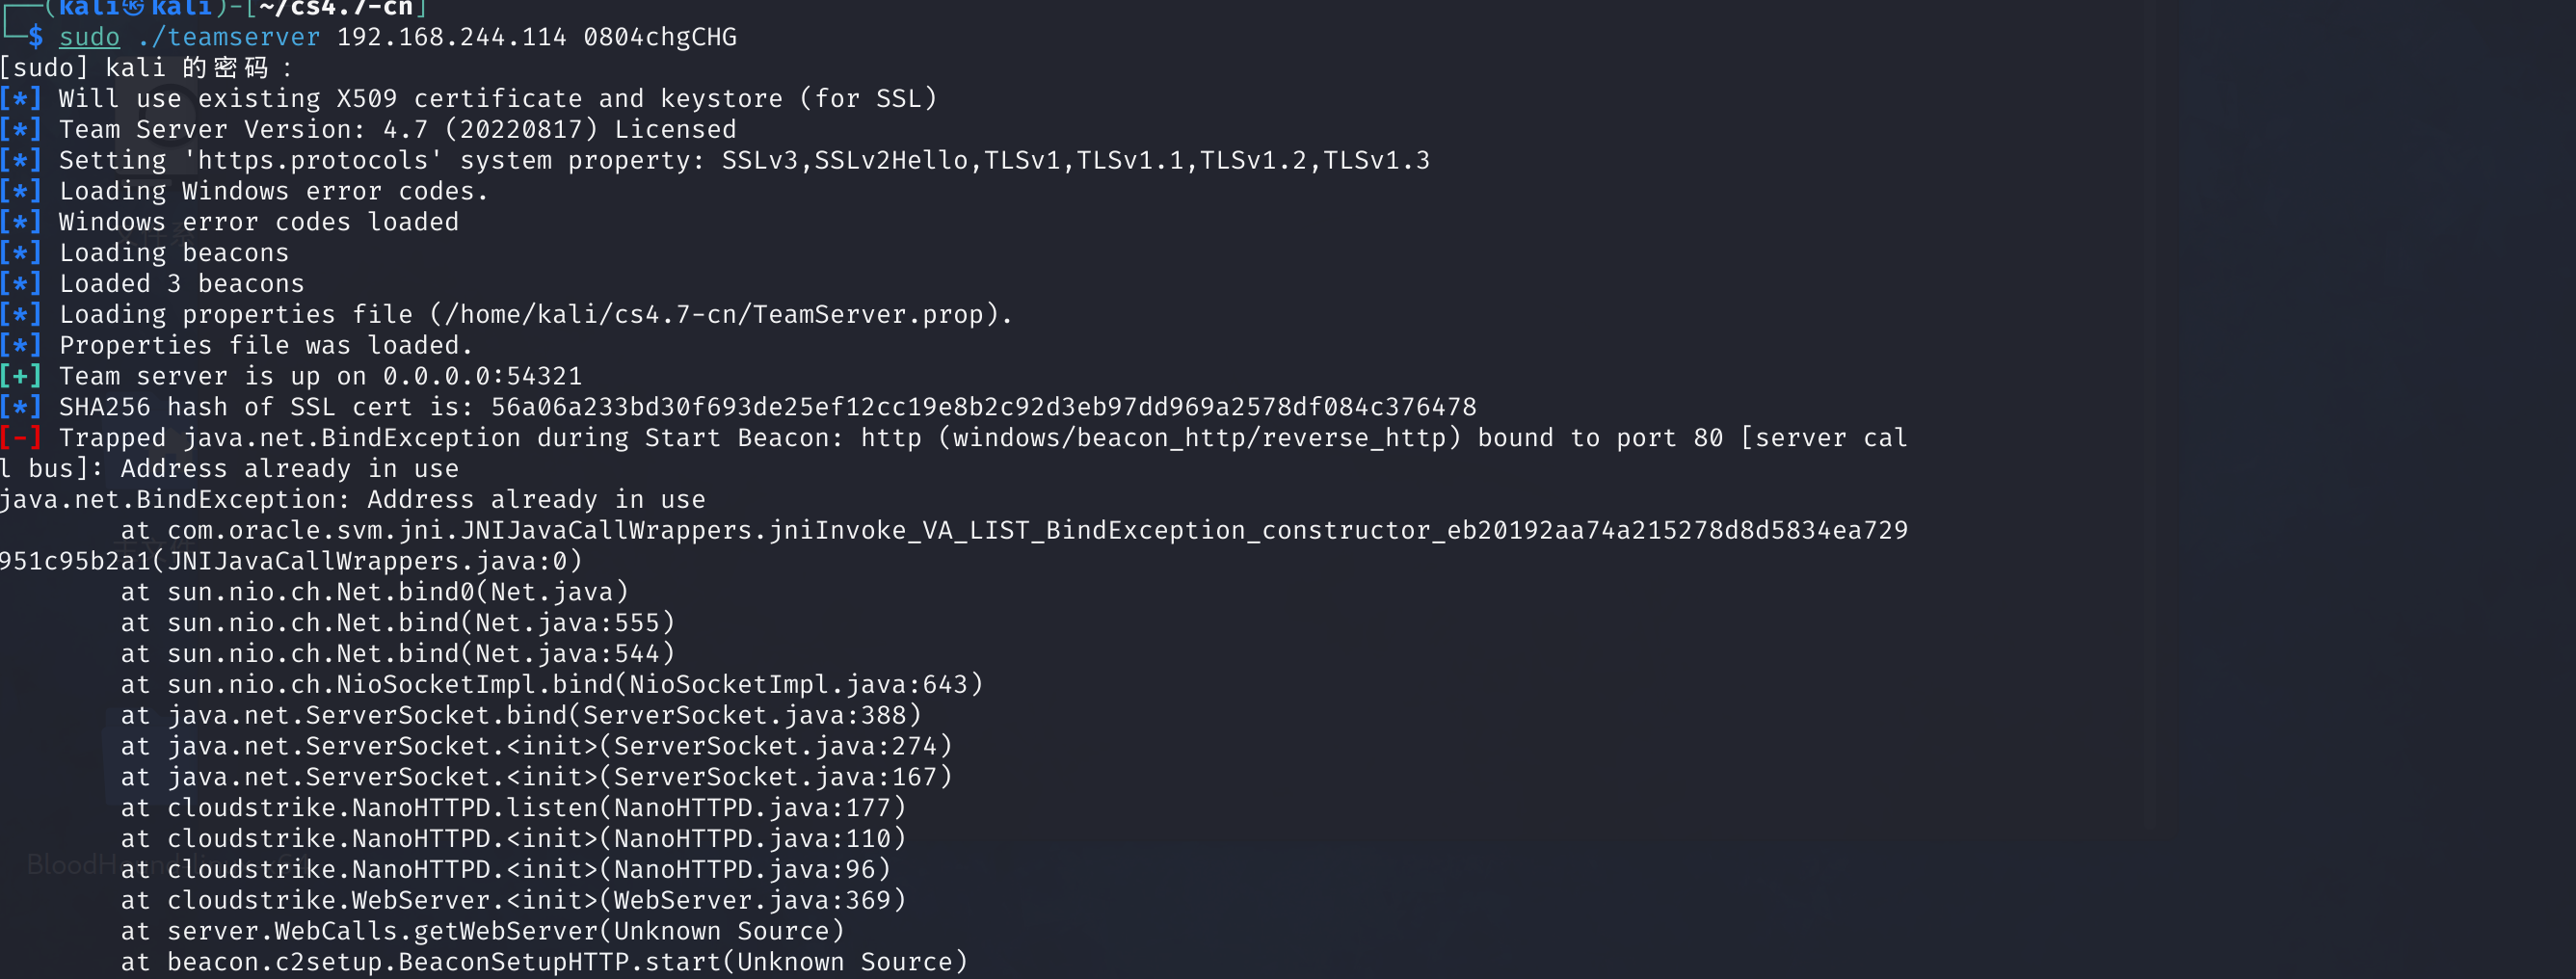 ┌──(kali㉿kali)-[~/cs4.7-cn]
└─$ sudo ./teamserver 192.168.244.114 0804chgCHG
[sudo] kali 的密码：
[*] Will use existing X509 certificate and keystore (for SSL)
[*] Team Server Version: 4.7 (20220817) Licensed
[*] Setting 'https.protocols' system property: SSLv3,SSLv2Hello,TLSv1,TLSv1.1,TLSv1.2,TLSv1.3
[*] Loading Windows error codes.
[*] Windows error codes loaded
[*] Loading beacons
[*] Loaded 3 beacons
[*] Loading properties file (/home/kali/cs4.7-cn/TeamServer.prop).
[*] Properties file was loaded.
[+] Team server is up on 0.0.0.0:54321
[*] SHA256 hash of SSL cert is: 56a06a233bd30f693de25ef12cc19e8b2c92d3eb97dd969a2578df084c376478
[-] Trapped java.net.BindException during Start Beacon: http (windows/beacon_http/reverse_http) bound to port 80 [server cal
l bus]: Address already in use
java.net.BindException: Address already in use
        at com.oracle.svm.jni.JNIJavaCallWrappers.jniInvoke_VA_LIST_BindException_constructor_eb20192aa74a215278d8d5834ea729
951c95b2a1(JNIJavaCallWrappers.java:0)
        at sun.nio.ch.Net.bind0(Net.java)
        at sun.nio.ch.Net.bind(Net.java:555)
        at sun.nio.ch.Net.bind(Net.java:544)
        at sun.nio.ch.NioSocketImpl.bind(NioSocketImpl.java:643)
        at java.net.ServerSocket.bind(ServerSocket.java:388)
        at java.net.ServerSocket.<init>(ServerSocket.java:274)
        at java.net.ServerSocket.<init>(ServerSocket.java:167)
        at cloudstrike.NanoHTTPD.listen(NanoHTTPD.java:177)
        at cloudstrike.NanoHTTPD.<init>(NanoHTTPD.java:110)
        at cloudstrike.NanoHTTPD.<init>(NanoHTTPD.java:96)
        at cloudstrike.WebServer.<init>(WebServer.java:369)
        at server.WebCalls.getWebServer(Unknown Source)
        at beacon.c2setup.BeaconSetupHTTP.start(Unknown Source)